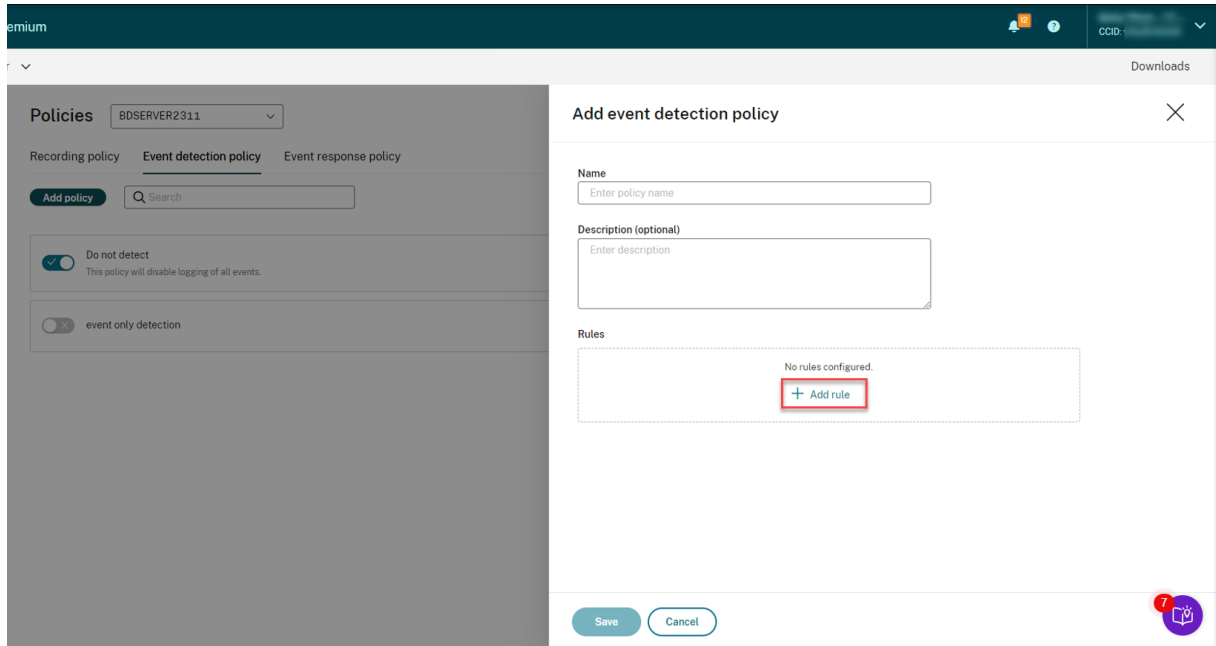 emium
12
?
CCID:
r
Downloads
Policies
BDSERVER2311
Recording policy
Event detection policy
Event response policy
Add policy
Search
Do not detect
This policy will disable logging of all events.
event only detection
Add event detection policy
Name
Enter policy name
Description (optional)
Enter description
Rules
No rules configured.
+ Add rule
Save
Cancel
7